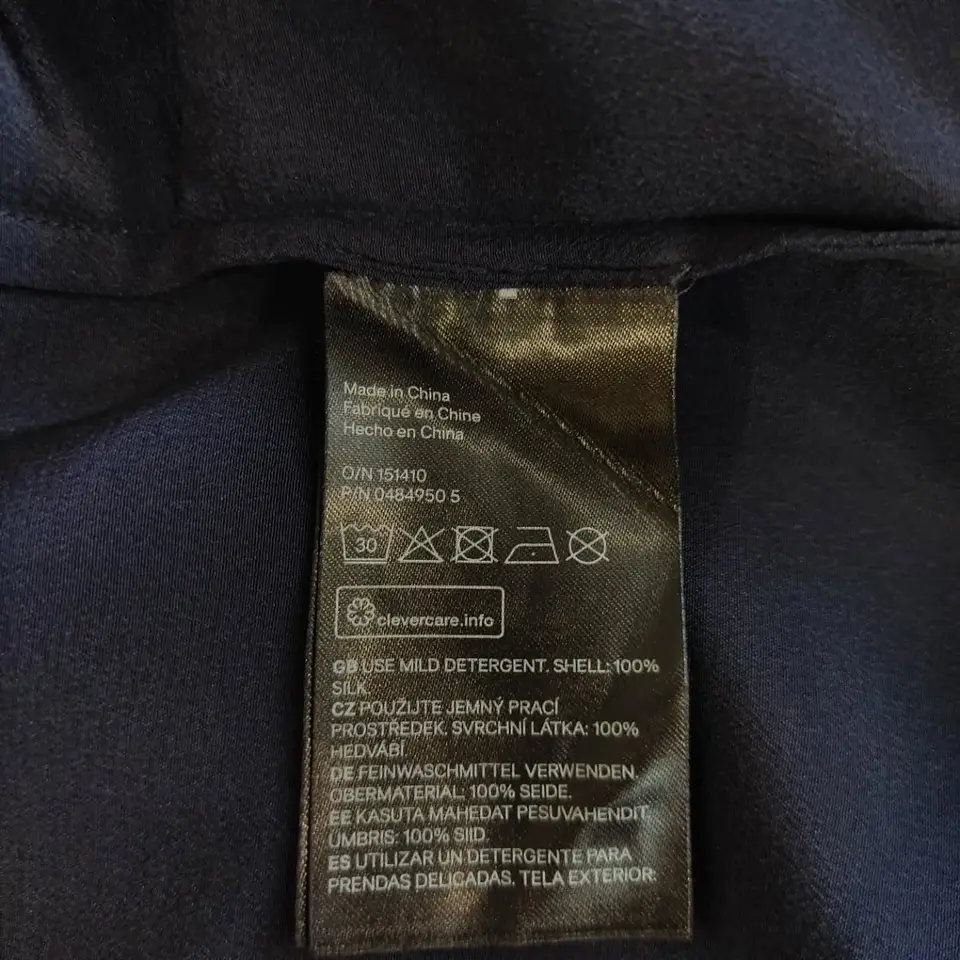 Made in China
Fabriqué en Chine
Hecho en China
O/N 151410
P/N 0484950 5
30
clevercare.info
GB USE MILD DETERGENT. SHELL: 100%
SILK.
CZ POUŽIJTE JEMNÝ PRACÍ
PROSTŘEDEK. SVRCHNÍ LÁTKA: 100%
HEDVÁBÍ
DE FEINWASCHMITTEL VERWENDEN.
OBERMATERIAL: 100% SEIDE.
EE KASUTA MAHEDAT PESUVAHENDIT.
ÜMBRIS: 100% SIID.
ES UTILIZAR UN DETERGENTE PARA
PRENDAS DELICADAS. TELA EXTERIOR: